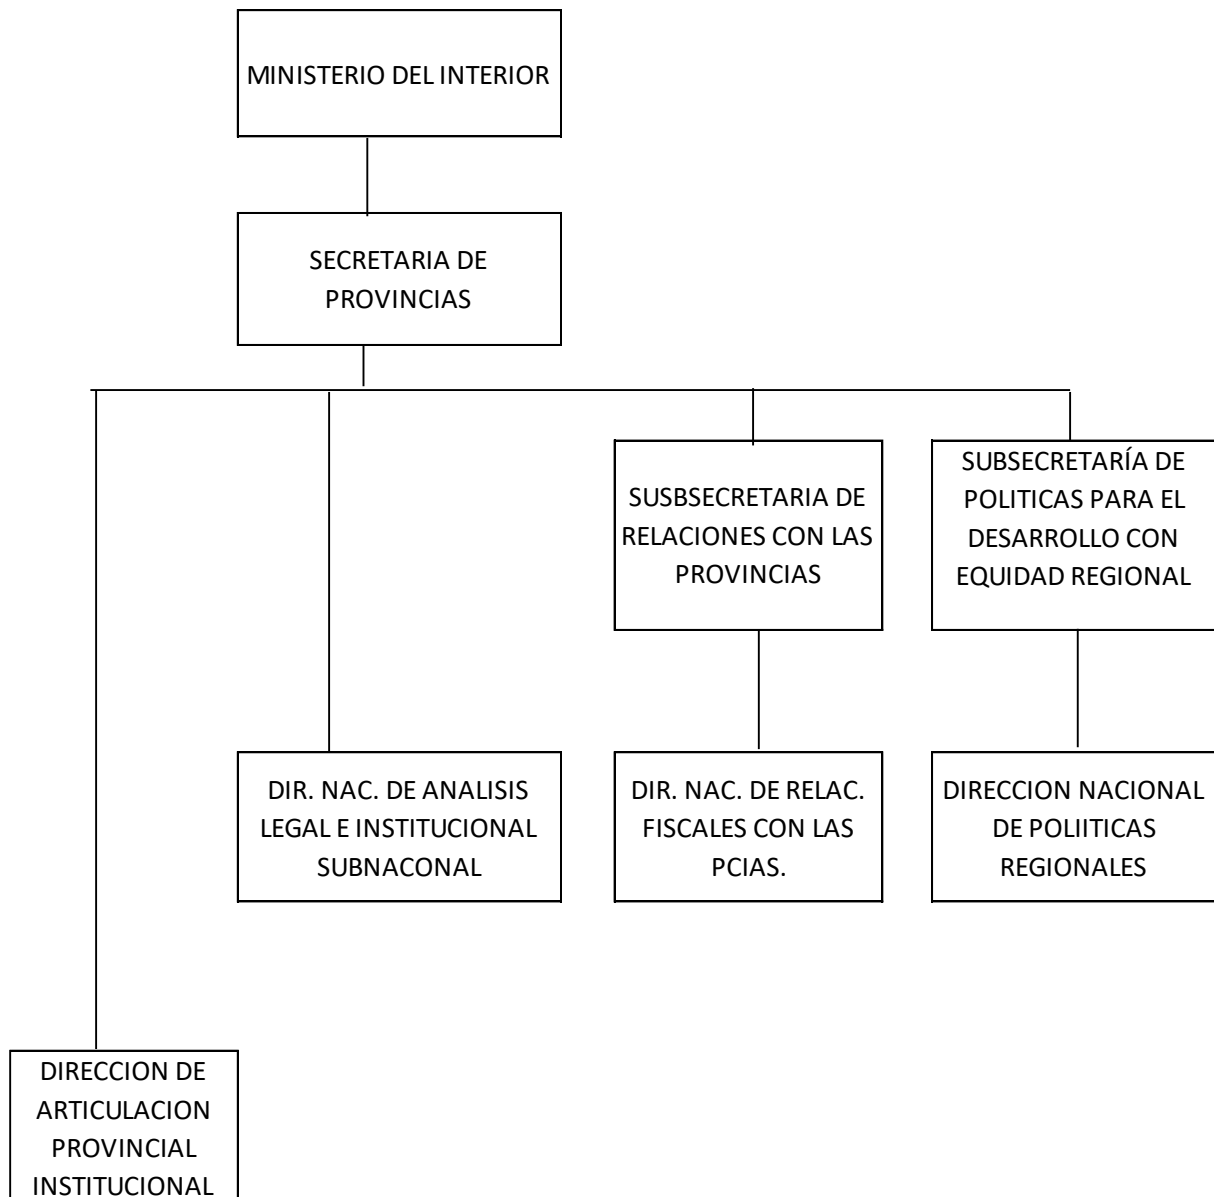 MINISTERIO DEL INTERIOR
SECRETARIA DE
PROVINCIAS
SUSBSECRETARIA DE
RELACIONES CON LAS
PROVINCIAS
SUBSECRETARÍA DE
POLITICAS PARA EL
DESARROLLO CON
EQUIDAD REGIONAL
DIR. NAC. DE ANALISIS
LEGAL E INSTITUCIONAL
SUBNACONAL
DIR. NAC. DE RELAC.
FISCALES CON LAS
PCIAS.
DIRECCION NACIONAL
DE POLIITICAS
REGIONALES
DIRECCION DE
ARTICULACION
PROVINCIAL
INSTITUCIONAL